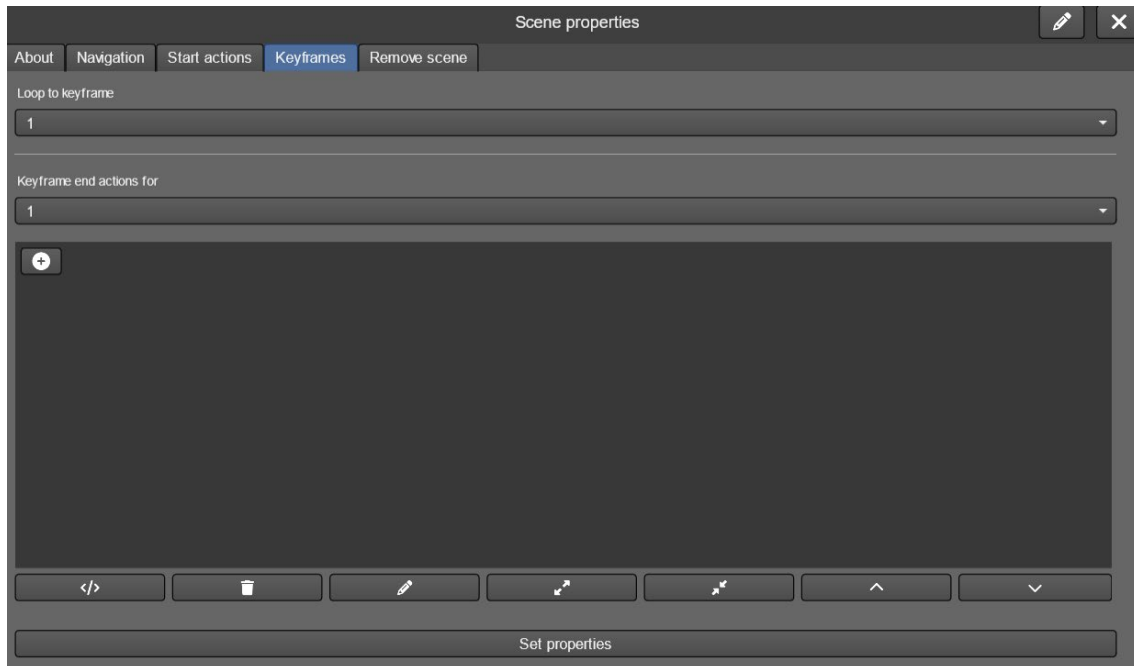 Scene properties
About Navigation Start actions Keyframes Remove scene
Loop to keyframe
1
Keyframe end actions for
1
</>
Set properties